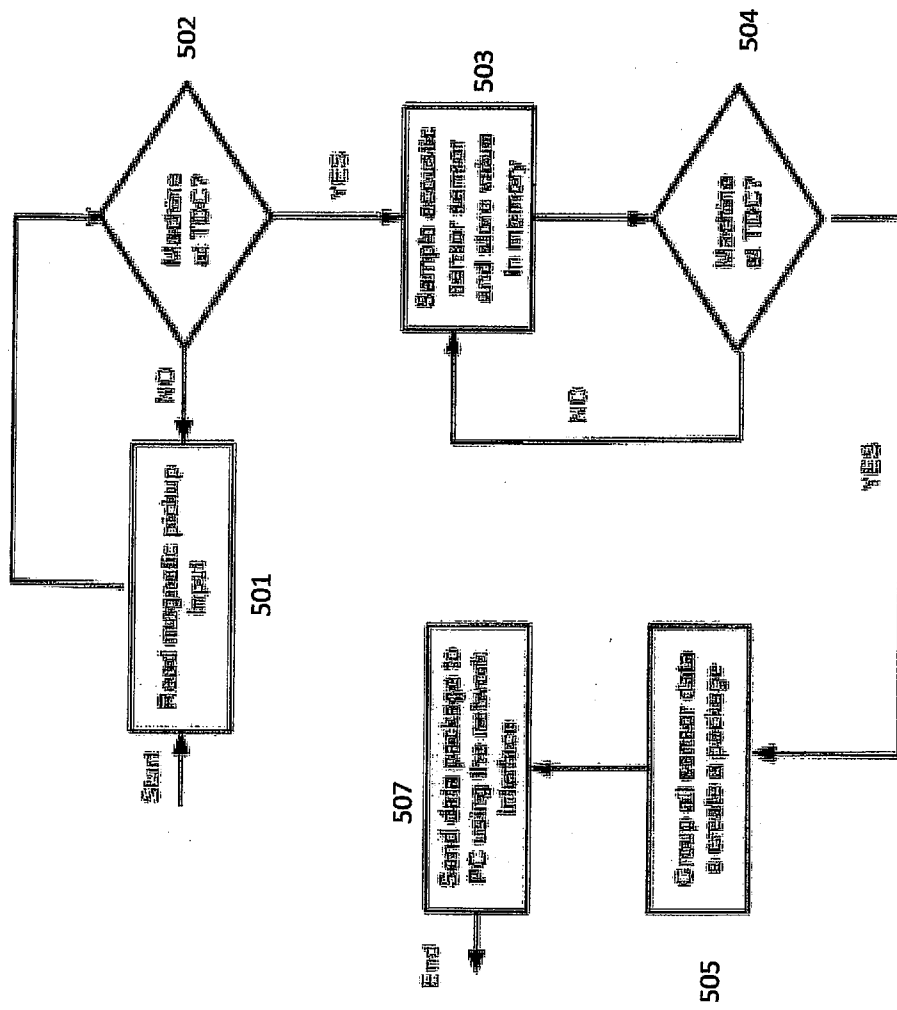 Start
Read magnetic pickup
input
501
NO
Machine
at TDC?
502
YES
Sample acoustic
sensor
and store value
in memory
503
NO
Machine
at TDC?
504
YES
Group all sensor data
& create a package
505
Send data package to
PC using the network
interface
507
End